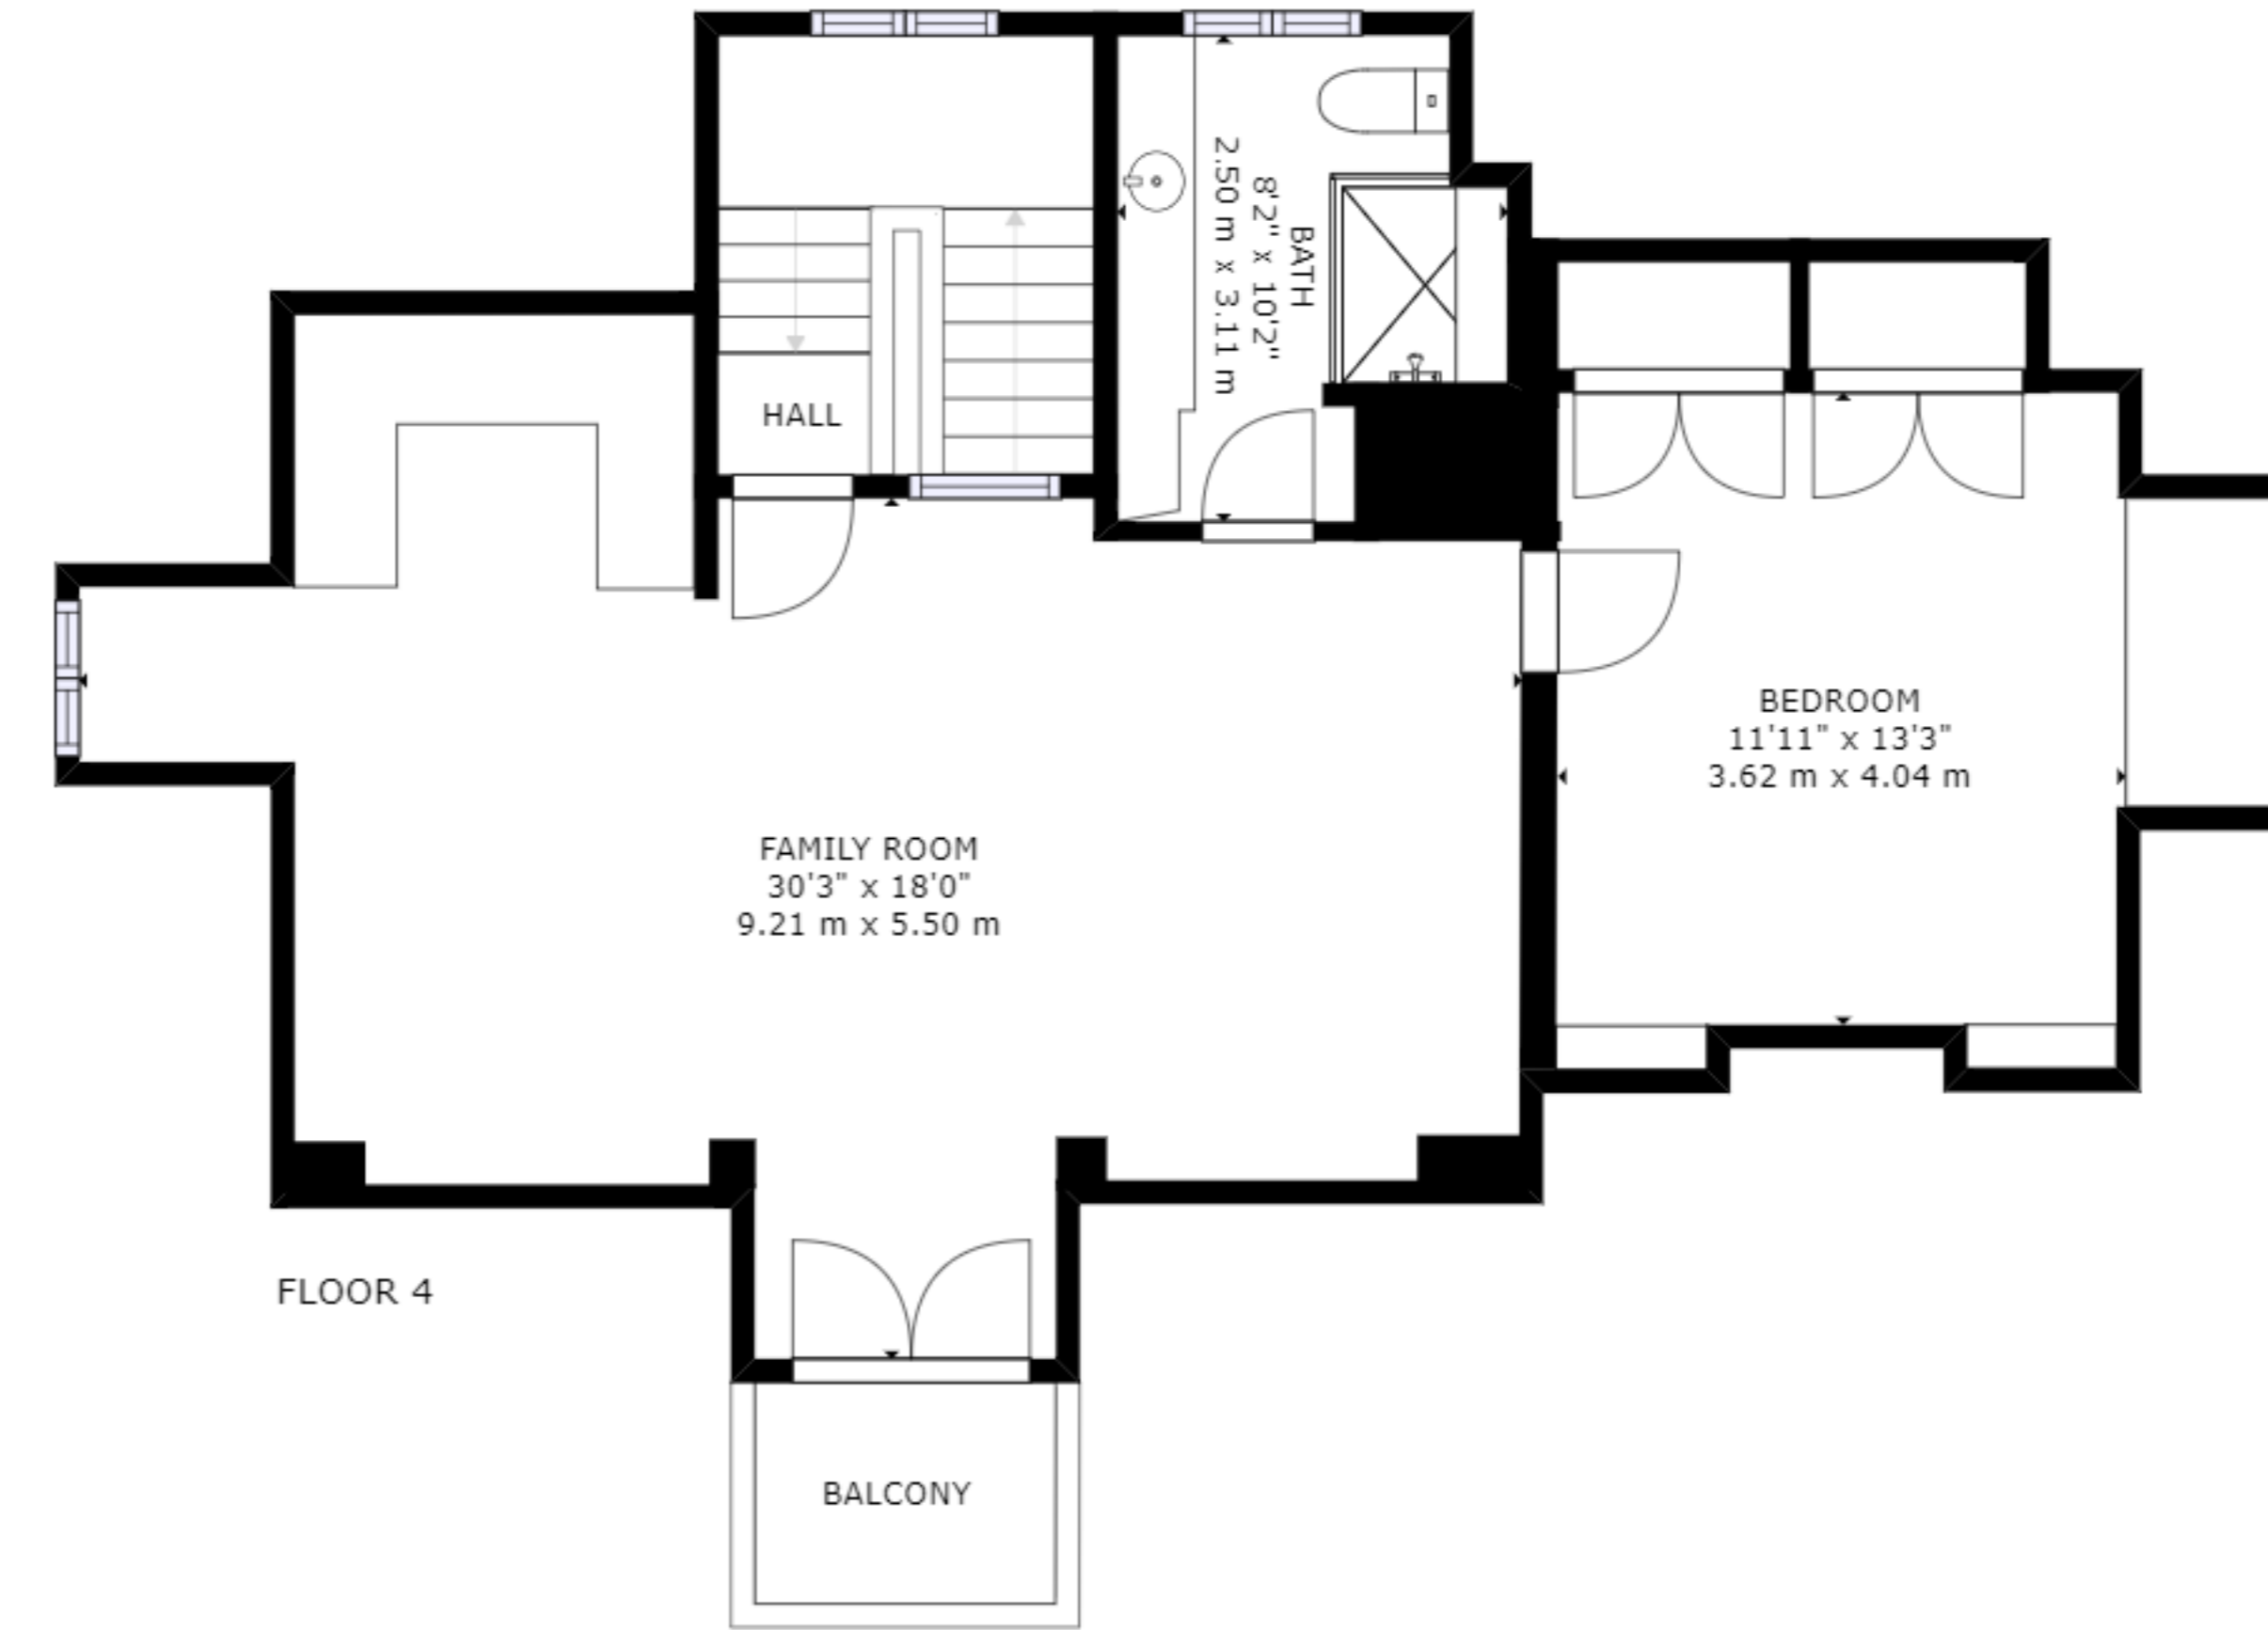 BATH
8'2" x 10'2"
2.50 m x 3.11 m
HALL
BEDROOM
11'11" x 13'3"
3.62 m x 4.04 m
FAMILY ROOM
30'3" x 18'0"
9.21 m x 5.50 m
FLOOR 4
BALCONY